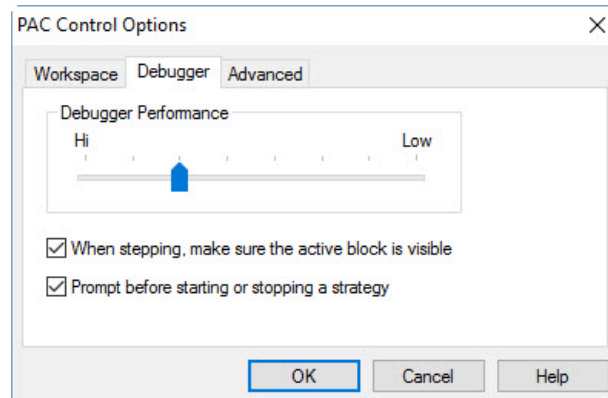 PAC Control Options
Workspace Debugger Advanced
Debugger Performance
Hi Low
When stepping, make sure the active block is visible
Prompt before starting or stopping a strategy
OK Cancel Help